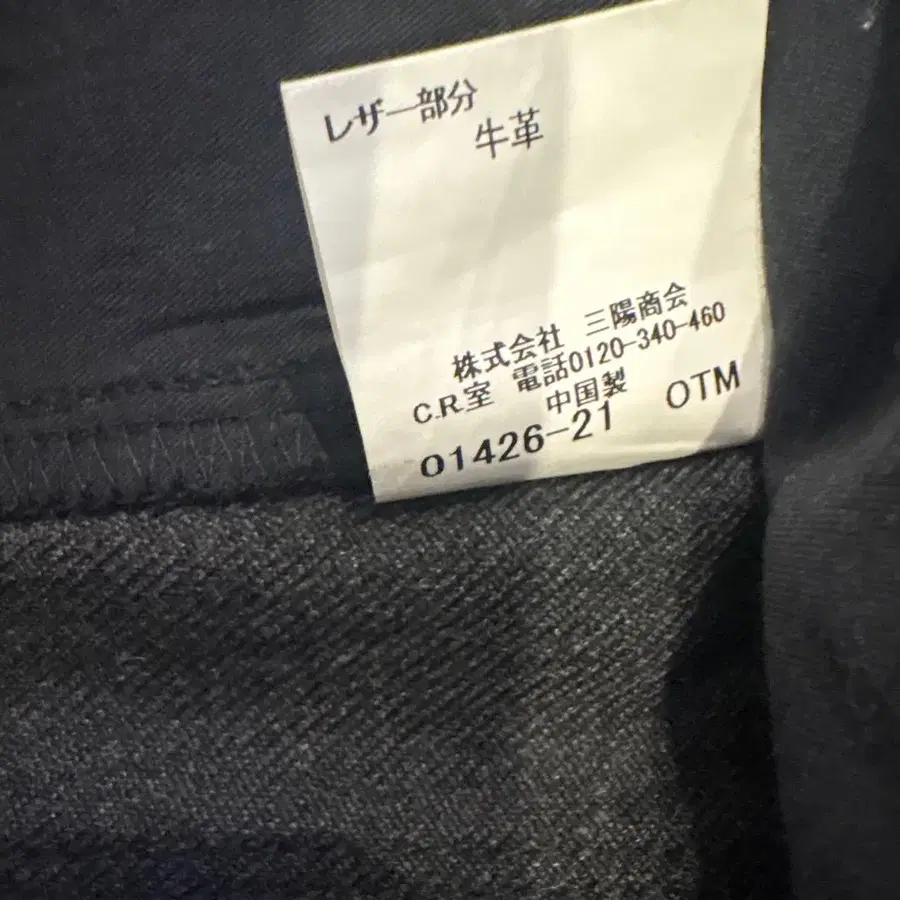 レザー部分
牛革
株式会社 三陽商会
C.R.室 電話0120-340-460
中国製
01426-21 OTM